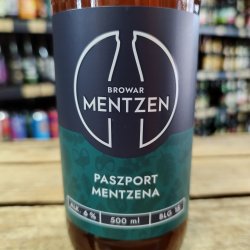 BROWAR
MENTZEN
PASZPORT
MENTZENA
ALK. 6 %
500 ml
BLG 15